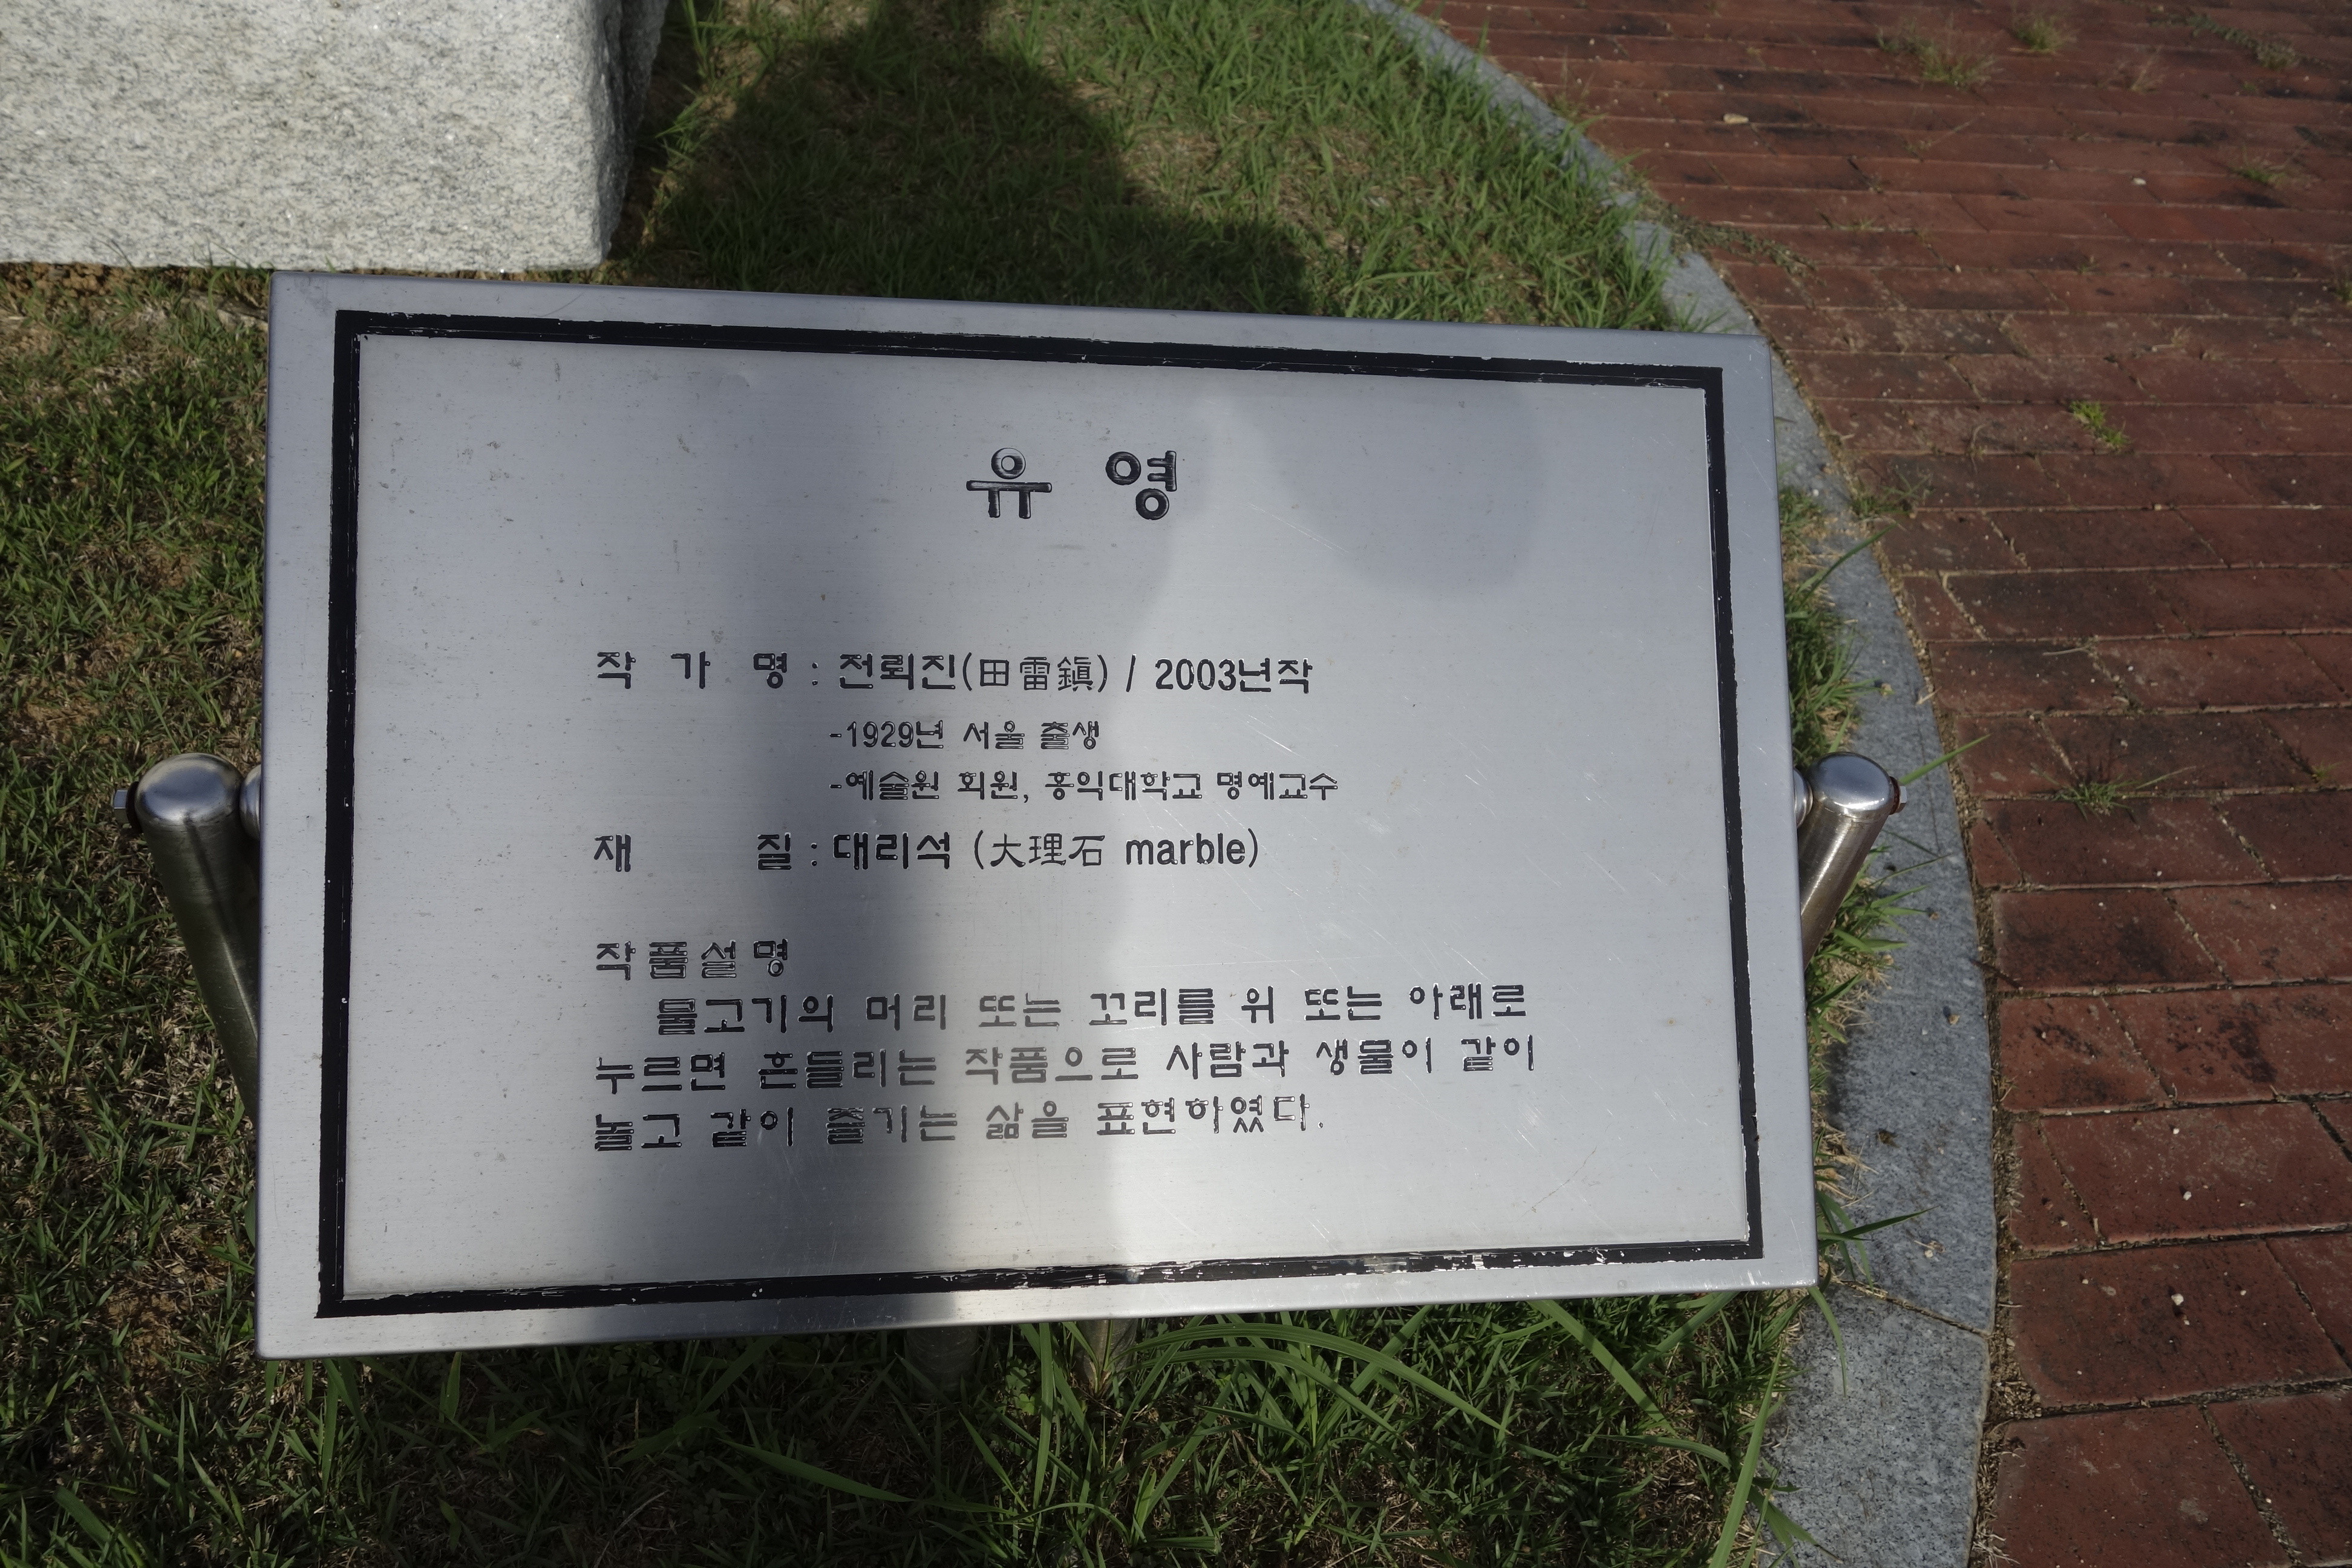 유 영
작 가 명 : 전뢰진(田雷鎭) / 2003년작
-1929년 서울 출생
-예술원 회원, 홍익대학교 명예교수
재 질 : 대리석 (大理石 marble)
작품설명
물고기의 머리 또는 꼬리를 위 또는 아래로
누르면 흔들리는 작품으로 사람과 생물이 같이
놀고 같이 즐기는 삶을 표현하였다.